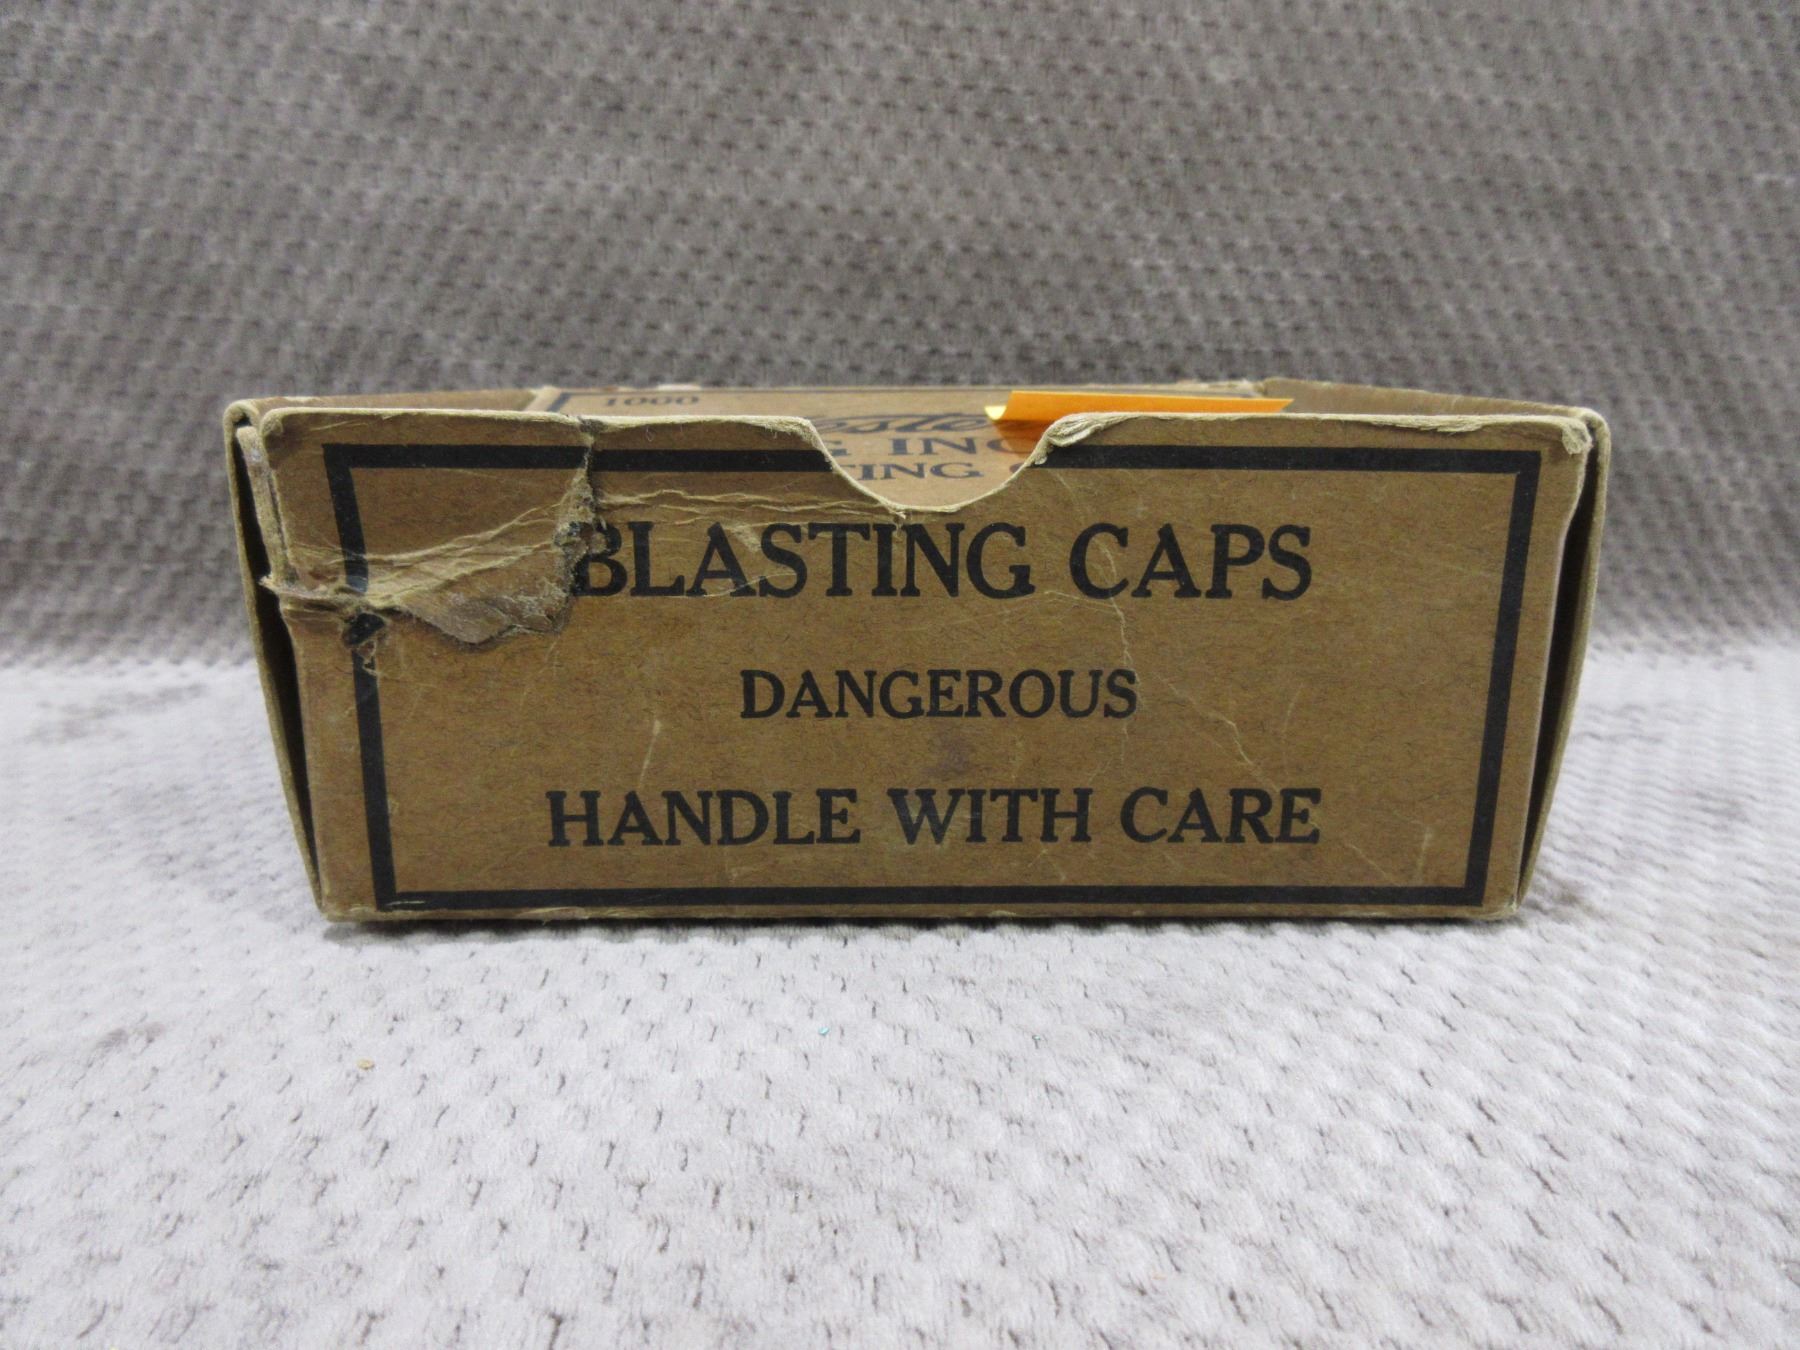 1000
BLASTING CAPS
DANGEROUS
HANDLE WITH CARE